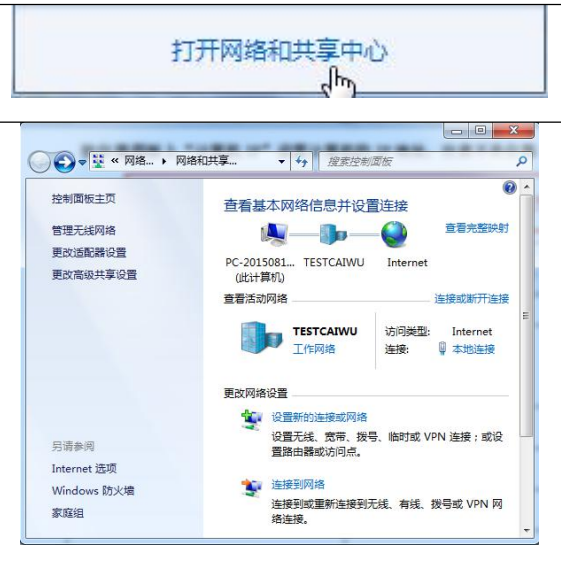 打开网络和共享中心
« 网络... ▸ 网络和共享...
搜索控制面板
控制面板主页
管理无线网络
更改适配器设置
更改高级共享设置
另请参阅
Internet 选项
Windows 防火墙
家庭组
查看基本网络信息并设置连接
查看完整映射
PC-2015081... TESTCAIWU Internet
(此计算机)
查看活动网络 连接或断开连接
TESTCAIWU 访问类型: Internet
工作网络 连接: 本地连接
更改网络设置
设置新的连接或网络
设置无线、宽带、拨号、临时或 VPN 连接；或设
置路由器或访问点。
连接到网络
连接到或重新连接到无线、有线、拨号或 VPN 网
络连接。